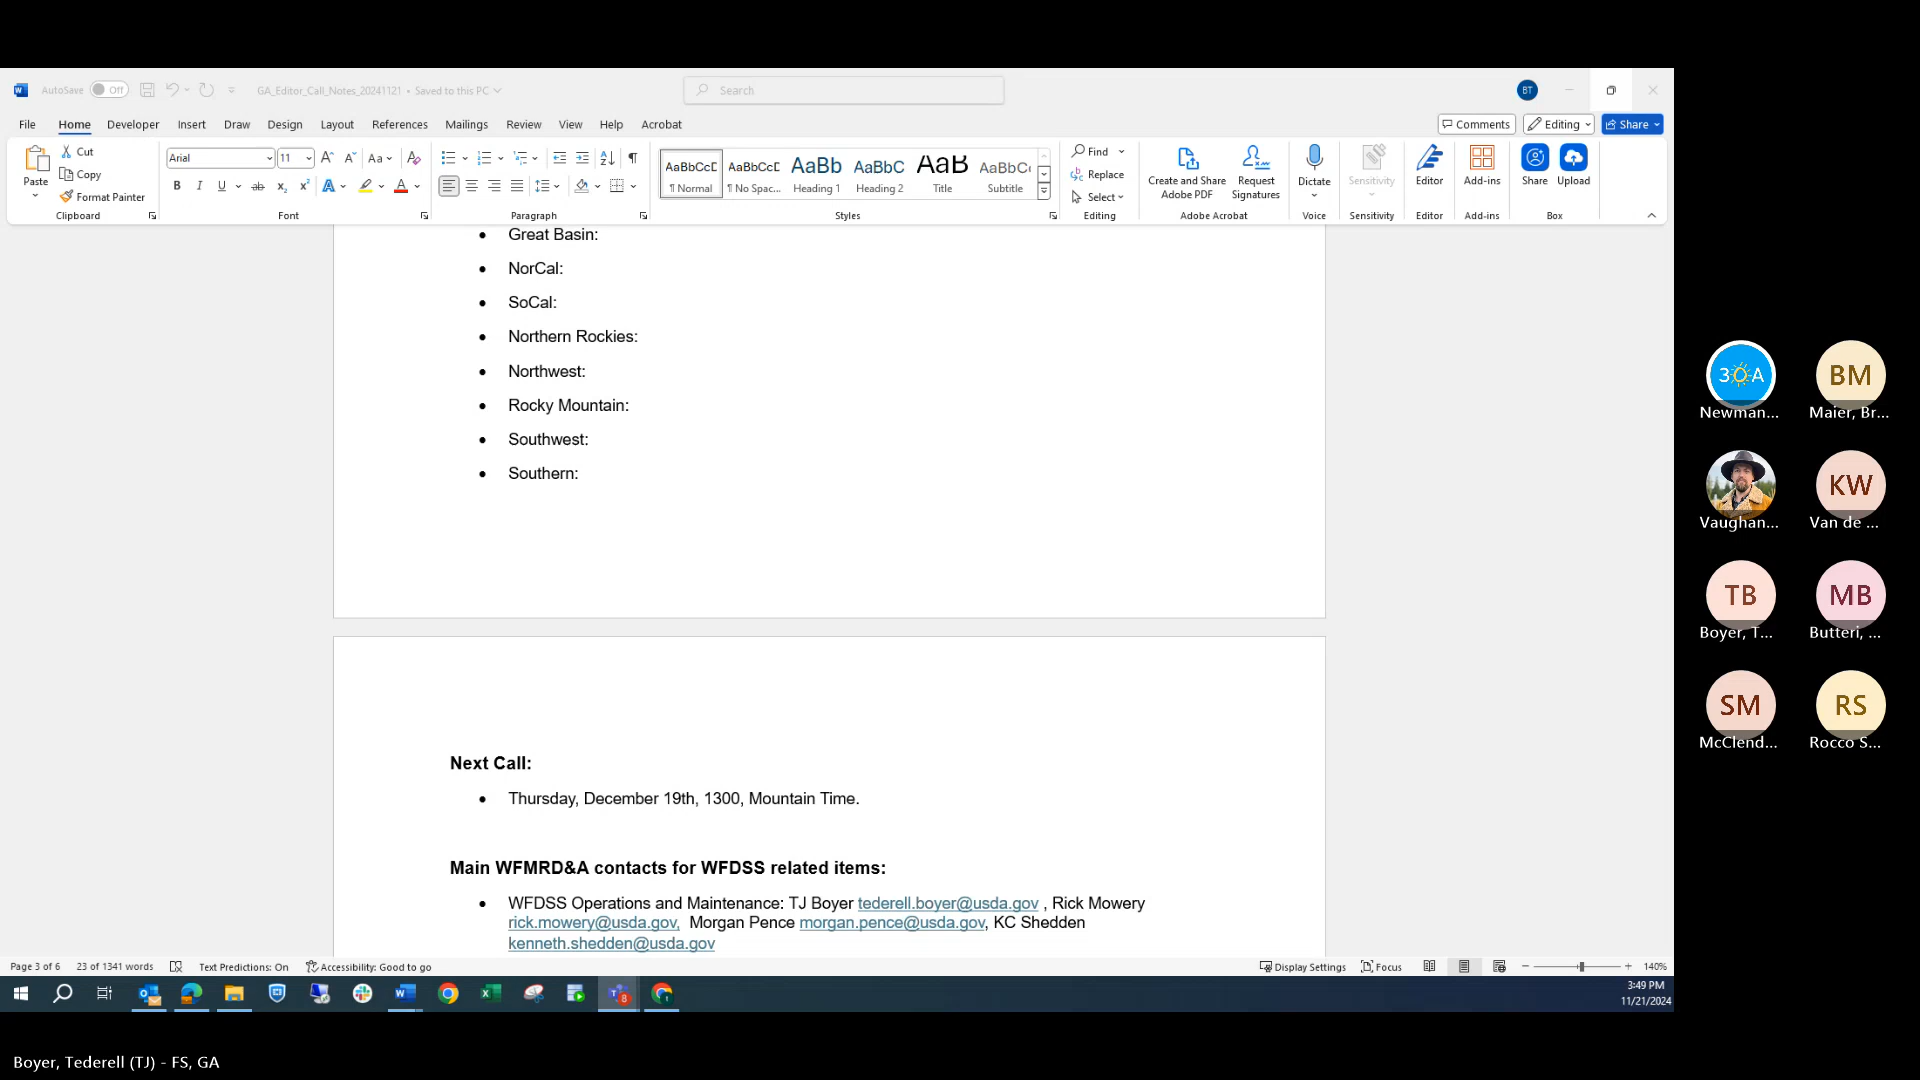 AutoSave Off GA_Editor_Call_Notes_20241121 • Saved to this PC Search BT
File Home Developer Insert Draw Design Layout References Mailings Review View Help Acrobat Comments Editing Share
Paste Cut Copy Format Painter Clipboard
Arial 11 Aa Font
Paragraph
AaBbCcD ¶ Normal AaBbCcD ¶ No Spac... AaBb Heading 1 AaBbC Heading 2 AaB Title AaBbC Subtitle Styles
Find Replace Select Editing
Create and Share Adobe PDF Request Signatures Adobe Acrobat
Dictate Voice Sensitivity Sensitivity Editor Editor Add-ins Add-ins Share Upload Box
• Great Basin:
• NorCal:
• SoCal:
• Northern Rockies:
• Northwest:
• Rocky Mountain:
• Southwest:
• Southern:
Next Call:
• Thursday, December 19th, 1300, Mountain Time.
Main WFMRD&A contacts for WFDSS related items:
• WFDSS Operations and Maintenance: TJ Boyer tederell.boyer@usda.gov , Rick Mowery
rick.mowery@usda.gov, Morgan Pence morgan.pence@usda.gov, KC Shedden
kenneth.shedden@usda.gov
Page 3 of 6 23 of 1341 words Text Predictions: On Accessibility: Good to go Display Settings Focus 140%
3:49 PM
11/21/2024
3OA BM
Newman... Maier, Br...
KW
Vaughan... Van de ...
TB MB
Boyer, T... Butteri, ...
SM RS
McClend... Rocco S...
Boyer, Tederell (TJ) - FS, GA